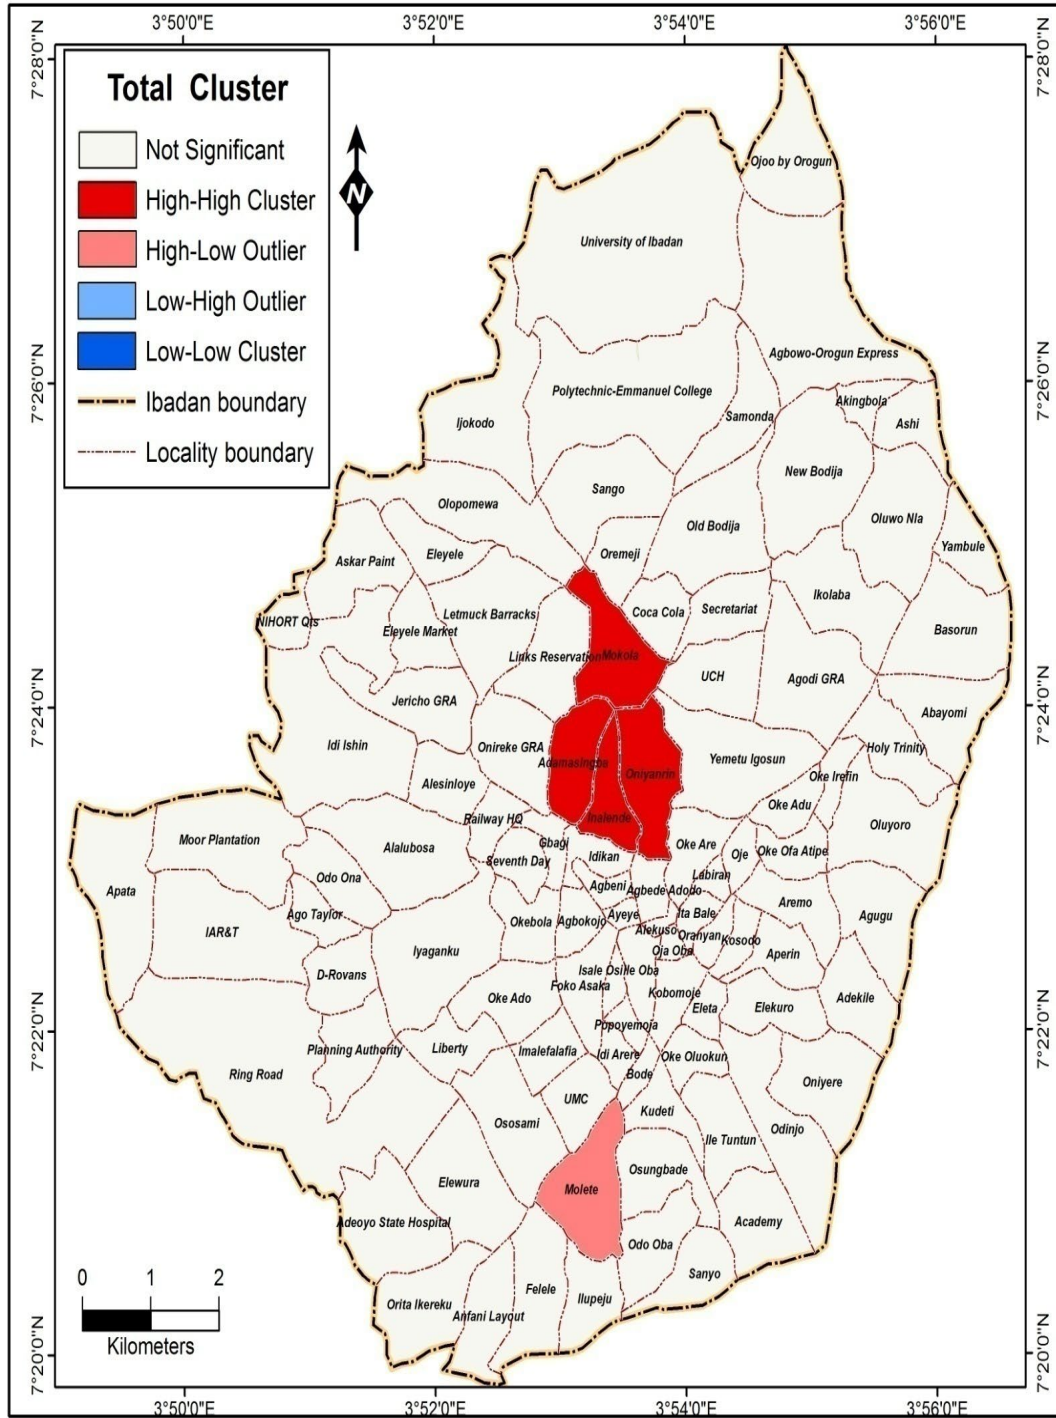 3°50'0"E
3°52'0"E
3°54'0"E
3°56'0"E
7°28'0"N
7°28'0"N
Total Cluster
Not Significant
High-High Cluster
High-Low Outlier
Low-High Outlier
Low-Low Cluster
Ibadan boundary
Locality boundary
N
Ojoo by Orogun
University of Ibadan
Agbowo-Orogun Express
7°26'0"N
7°26'0"N
Polytechnic-Emmanuel College
Akingbola
Samonda
Ijokodo
Ashi
New Bodija
Sango
Olopomewa
Oluwo Nla
Old Bodija
Yambule
Oremeji
Eleyele
Askar Paint
Ikolaba
Secretariat
Coca Cola
Letmuck Barracks
NIHORT Qts
Eleyele Market
Basorun
Links Reservation
Mokola
UCH
Agodi GRA
Jericho GRA
7°24'0"N
7°24'0"N
Abayomi
Idi Ishin
Onireke GRA
Holy Trinity
Adamasingba
Yemetu Igosun
Oniyanrin
Oke Irefin
Alesinloye
Oke Adu
Railway HQ
Inalende
Oluyoro
Moor Plantation
Gbagi
Oke Are
Alalubosa
Idikan
Oje
Oke Ofa Atipe
Seventh Day
Odo Ona
Labiran
Agbeni
Agbede Adodo
Apata
Aremo
Ago Taylor
Ayeye
Ita Bale
Agugu
Okebola
Agbokojo
IAR&T
Alekuso
Oranyan
Kosodo
Iyaganku
Oja Oba
Aperin
D-Rovans
Isale Osi
Ile Oba
Foko Asaka
Kobomoje
Oke Ado
Adekile
Eleta
Elekuro
7°22'0"N
7°22'0"N
Popoyemoja
Planning Authority
Liberty
Imalefalafia
Idi Arere
Oke Oluokun
Ring Road
Bode
Oniyere
UMC
Kudeti
Ososami
Odinjo
Ile Tuntun
Osungbade
Elewura
Molete
Adeoyo State Hospital
Academy
Odo Oba
Sanyo
Felele
Ilupeju
Orita Ikereku
Anfani Layout
0 1 2
Kilometers
7°20'0"N
7°20'0"N
3°50'0"E
3°52'0"E
3°54'0"E
3°56'0"E